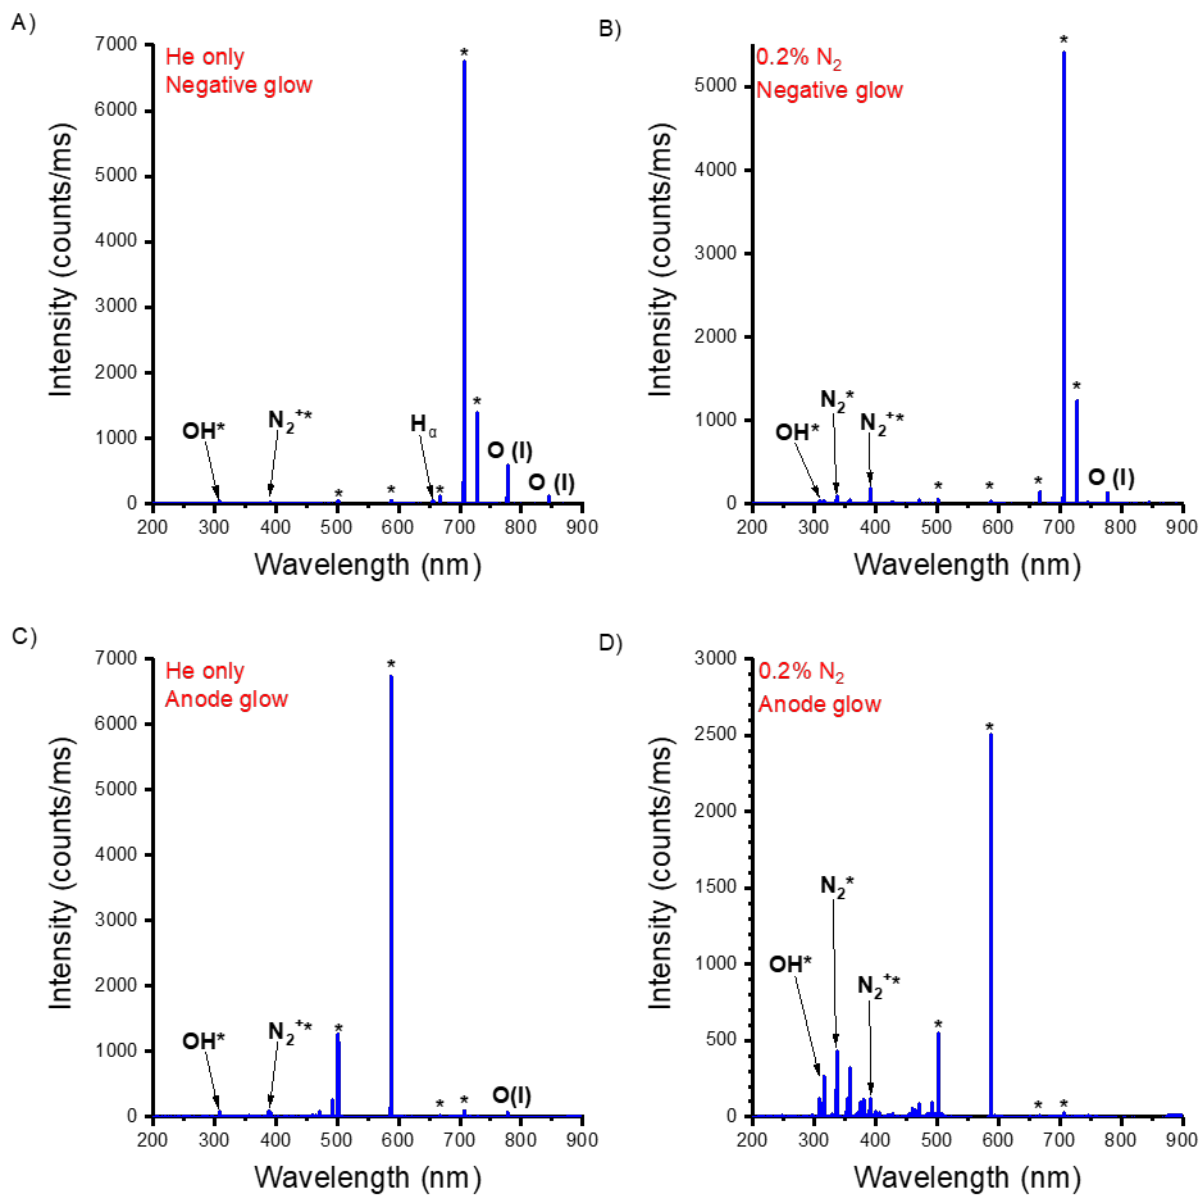 A)
He only
Negative glow
7000
6000
5000
4000
3000
2000
1000
0
Intensity (counts/ms)
*
*
*
*
*
OH*
N₂⁺*
Hα
O (I)
O (I)
200 300 400 500 600 700 800 900
Wavelength (nm)
B)
0.2% N₂
Negative glow
5000
4000
3000
2000
1000
0
Intensity (counts/ms)
*
*
*
*
*
OH*
N₂*
N₂⁺*
O (I)
200 300 400 500 600 700 800 900
Wavelength (nm)
C)
He only
Anode glow
7000
6000
5000
4000
3000
2000
1000
0
Intensity (counts/ms)
*
*
*
*
OH*
N₂⁺*
O(I)
200 300 400 500 600 700 800 900
Wavelength (nm)
D)
0.2% N₂
Anode glow
3000
2500
2000
1500
1000
500
0
Intensity (counts/ms)
*
*
*
*
N₂*
OH*
N₂⁺*
200 300 400 500 600 700 800 900
Wavelength (nm)